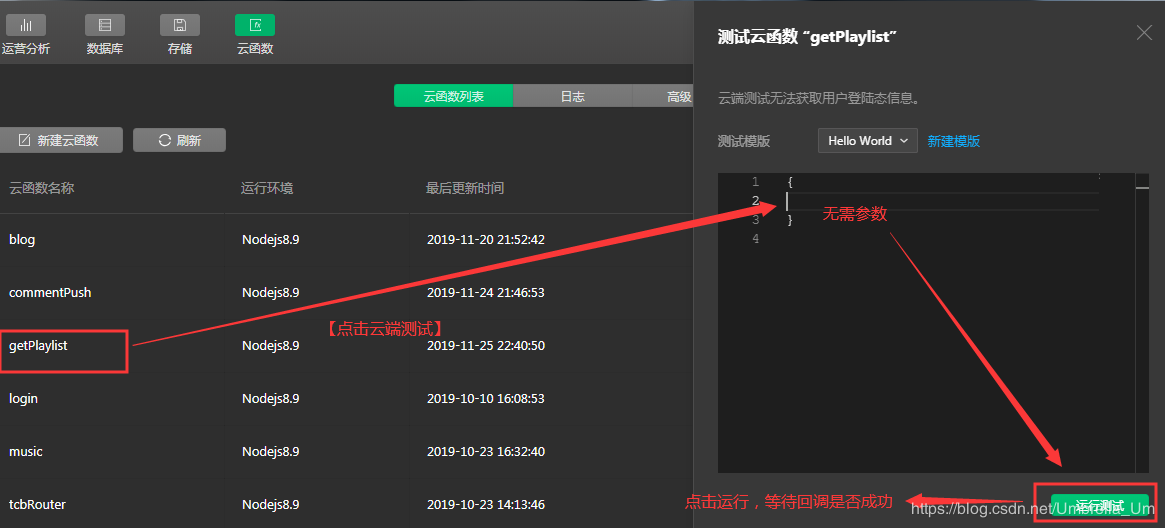 运营分析
数据库
存储
云函数
云函数列表
日志
高级
新建云函数
刷新
云函数名称
运行环境
最后更新时间
blog
Nodejs8.9
2019-11-20 21:52:42
commentPush
Nodejs8.9
2019-11-24 21:46:53
【点击云端测试】
getPlaylist
Nodejs8.9
2019-11-25 22:40:50
login
Nodejs8.9
2019-10-10 16:08:53
music
Nodejs8.9
2019-10-23 16:32:40
tcbRouter
Nodejs8.9
2019-10-23 14:13:46
测试云函数 “getPlaylist”
云端测试无法获取用户登陆态信息。
测试模版
Hello World
新建模版
1 {
2
3 }
4
无需参数
点击运行，等待回调是否成功
运行测试
https://blog.csdn.net/Umbrella_Um